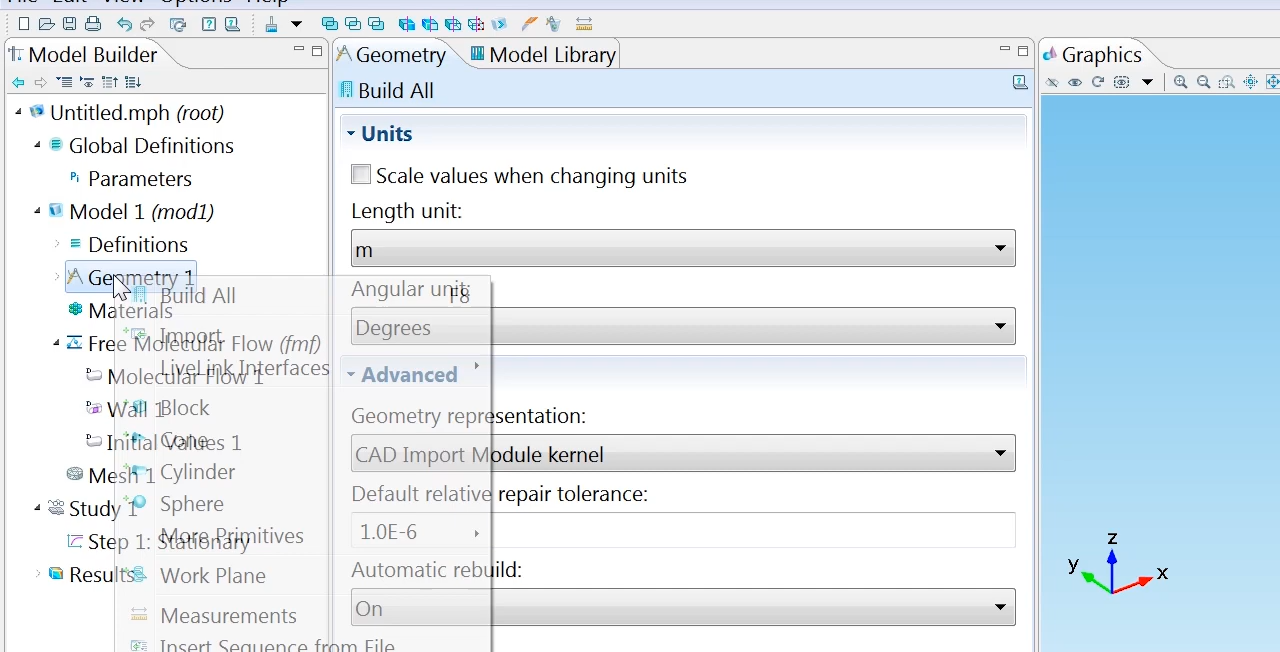 File Edit View Options Help
Model Builder
Untitled.mph (root)
Global Definitions
Pi Parameters
Model 1 (mod1)
Definitions
Geometry 1
Materials
Free Molecular Flow (fmf)
Molecular Flow 1
Wall 1
Initial Values 1
Mesh 1
Study 1
Step 1: Stationary
Results
Build All F8
Import
LiveLink Interfaces
Block
Cone
Cylinder
Sphere
More Primitives
Work Plane
Measurements
Insert Sequence from File
Geometry
Model Library
Build All
Units
Scale values when changing units
Length unit:
m
Angular unit:
Degrees
Advanced
Geometry representation:
CAD Import Module kernel
Default relative repair tolerance:
1.0E-6
Automatic rebuild:
On
Graphics
z
y
x